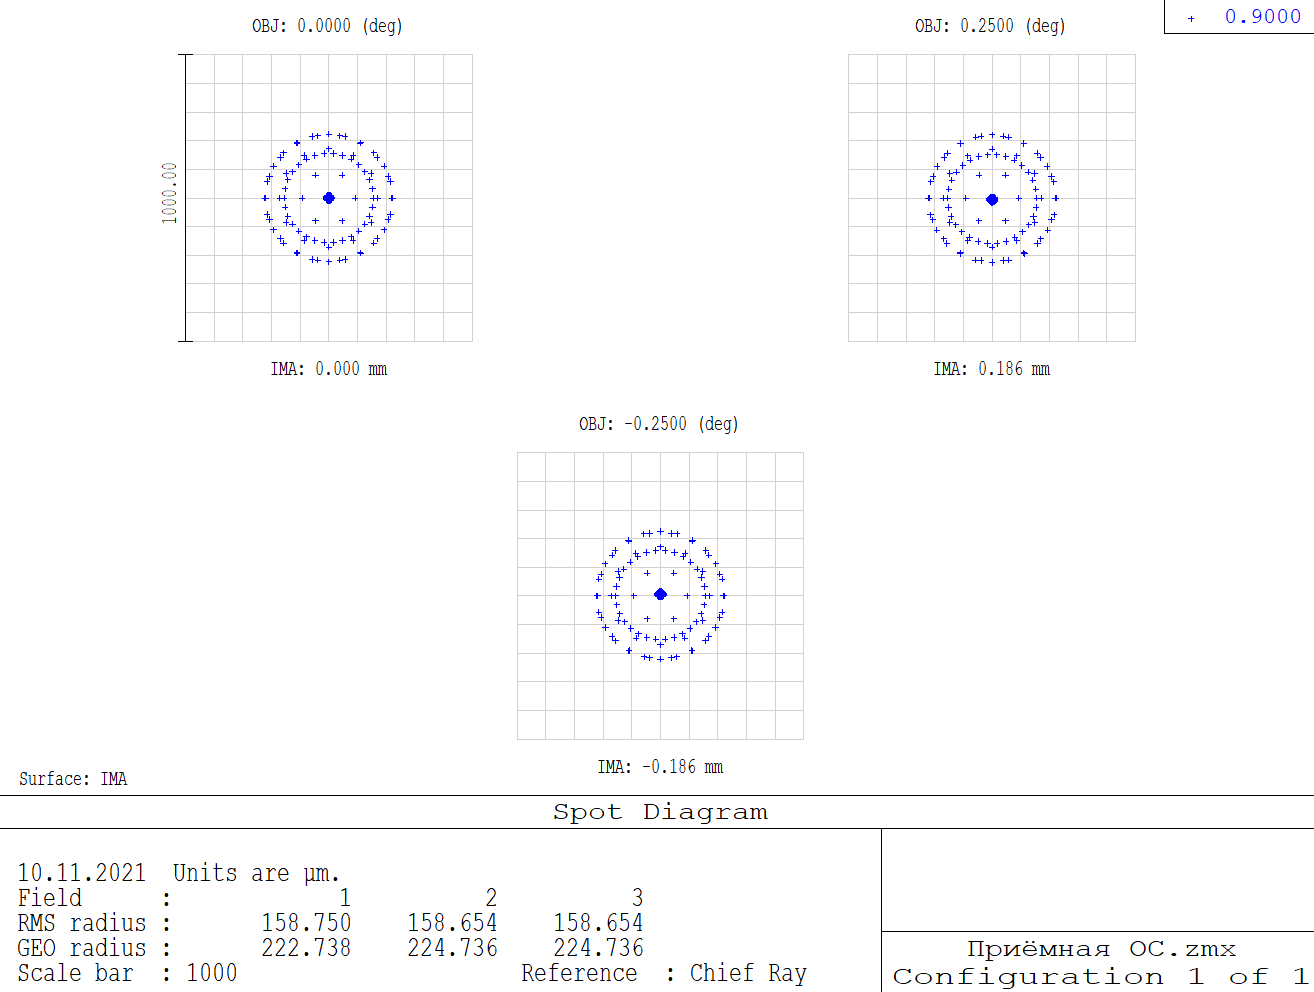 OBJ: 0.0000 (deg)
OBJ: 0.2500 (deg)
+ 0.9000
1000.00
IMA: 0.000 mm
IMA: 0.186 mm
OBJ: -0.2500 (deg)
IMA: -0.186 mm
Surface: IMA
Spot Diagram
10.11.2021 Units are µm.
Field : 1 2 3
RMS radius : 158.750 158.654 158.654
GEO radius : 222.738 224.736 224.736
Scale bar : 1000 Reference : Chief Ray
Приёмная ОС.zmx
Configuration 1 of 1